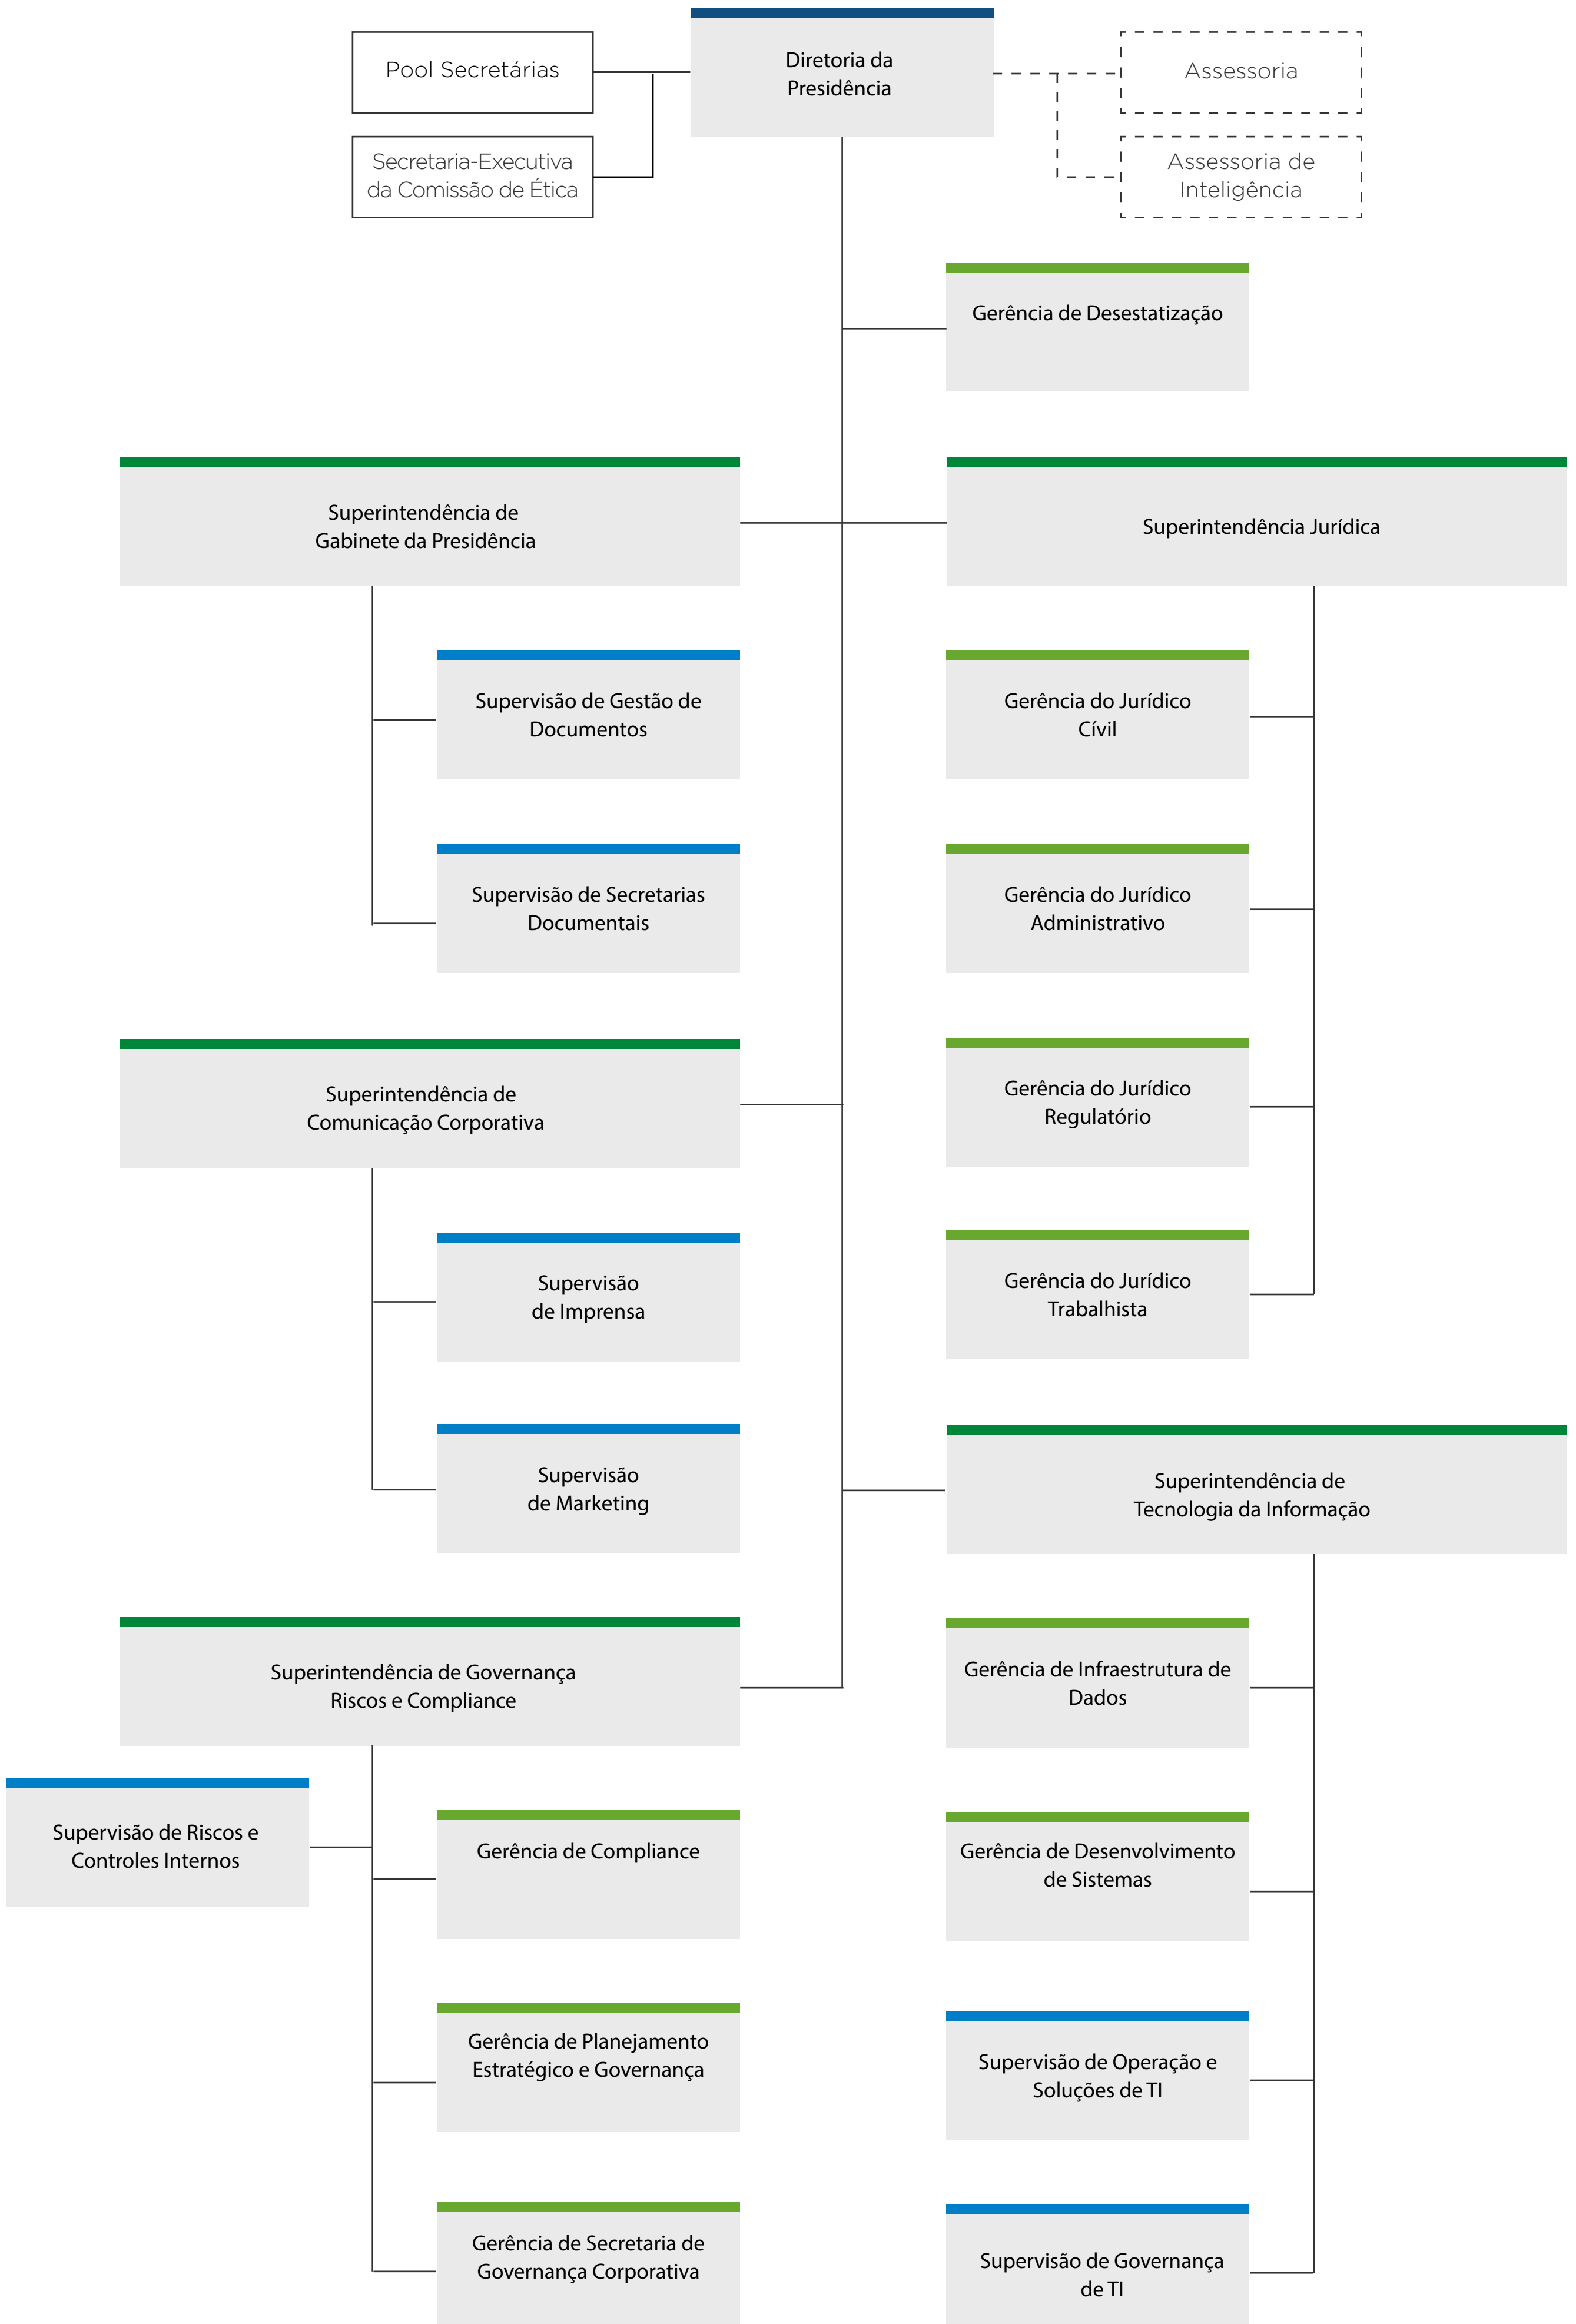 Pool Secretárias
Diretoria da
Presidência
Assessoria
Secretaria-Executiva
da Comissão de Ética
Assessoria de
Inteligência
Gerência de Desestatização
Superintendência de
Gabinete da Presidência
Superintendência Jurídica
Supervisão de Gestão de
Documentos
Gerência do Jurídico
Cívil
Supervisão de Secretarias
Documentais
Gerência do Jurídico
Administrativo
Superintendência de
Comunicação Corporativa
Gerência do Jurídico
Regulatório
Supervisão
de Imprensa
Gerência do Jurídico
Trabalhista
Supervisão
de Marketing
Superintendência de
Tecnologia da Informação
Superintendência de Governança
Riscos e Compliance
Gerência de Infraestrutura de
Dados
Supervisão de Riscos e
Controles Internos
Gerência de Compliance
Gerência de Desenvolvimento
de Sistemas
Gerência de Planejamento
Estratégico e Governança
Supervisão de Operação e
Soluções de TI
Gerência de Secretaria de
Governança Corporativa
Supervisão de Governança
de TI